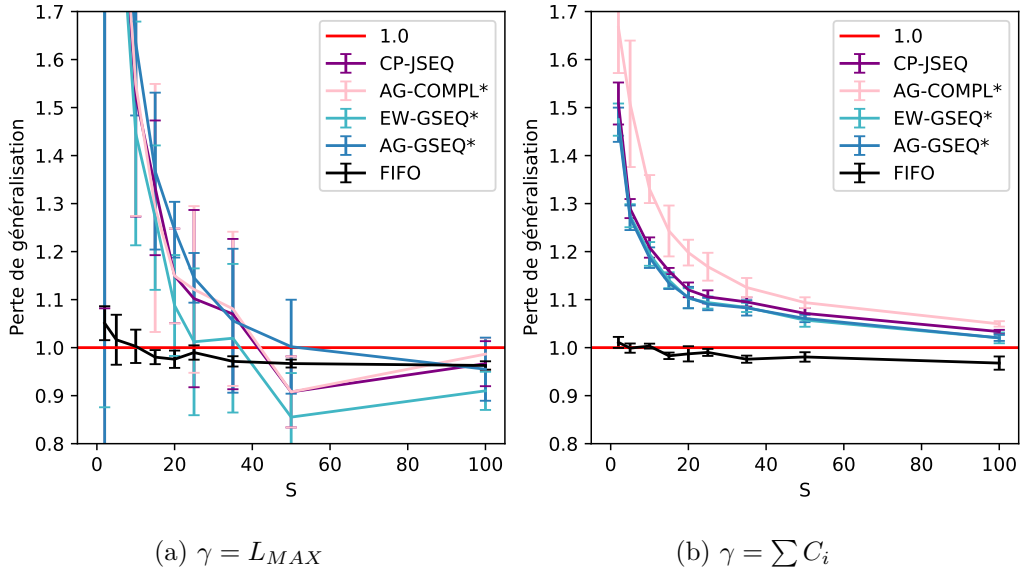 1.7
1.6
1.5
1.4
1.3
1.2
1.1
1.0
0.9
0.8
Perte de généralisation
0 20 40 60 80 100
S
1.0
CP-JSEQ
AG-COMPL*
EW-GSEQ*
AG-GSEQ*
FIFO
(a) γ = L_{MAX}
1.7
1.6
1.5
1.4
1.3
1.2
1.1
1.0
0.9
0.8
Perte de généralisation
0 20 40 60 80 100
S
1.0
CP-JSEQ
AG-COMPL*
EW-GSEQ*
AG-GSEQ*
FIFO
(b) γ = ∑ C_i